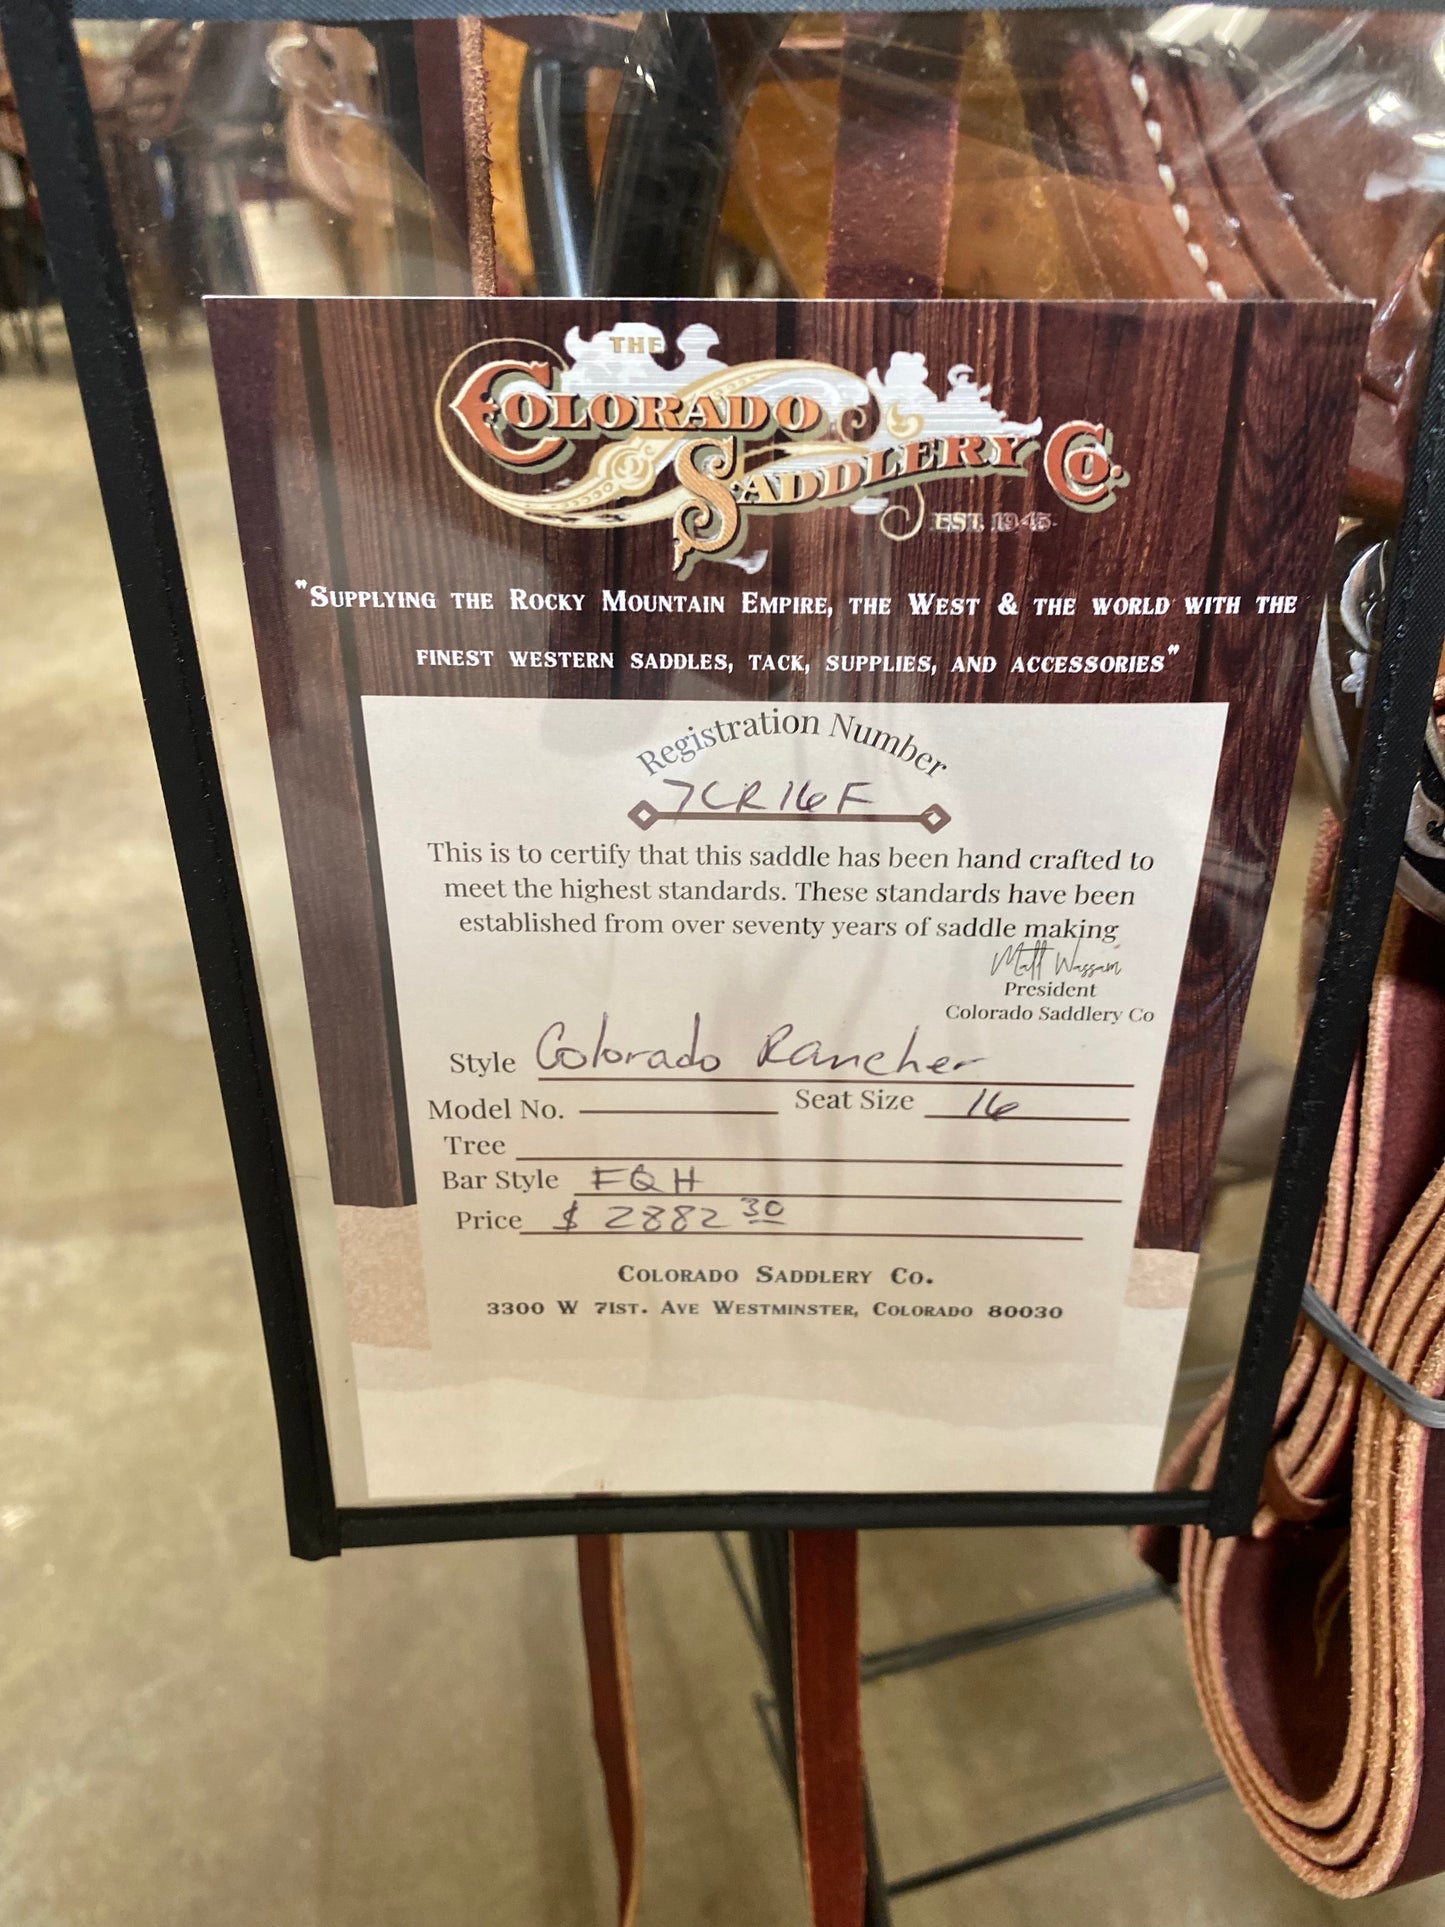 THE
COLORADO
SADDLERY CO.
EST. 1945
"SUPPLYING THE ROCKY MOUNTAIN EMPIRE, THE WEST & THE WORLD WITH THE
FINEST WESTERN SADDLES, TACK, SUPPLIES, AND ACCESSORIES"
Registration Number
7CR16F
This is to certify that this saddle has been hand crafted to
meet the highest standards. These standards have been
established from over seventy years of saddle making
Matt Wassam
President
Colorado Saddlery Co
Style Colorado Rancher
Model No. Seat Size 16
Tree
Bar Style FQH
Price $ 2882 30
COLORADO SADDLERY CO.
3300 W 71ST. AVE WESTMINSTER, COLORADO 80030